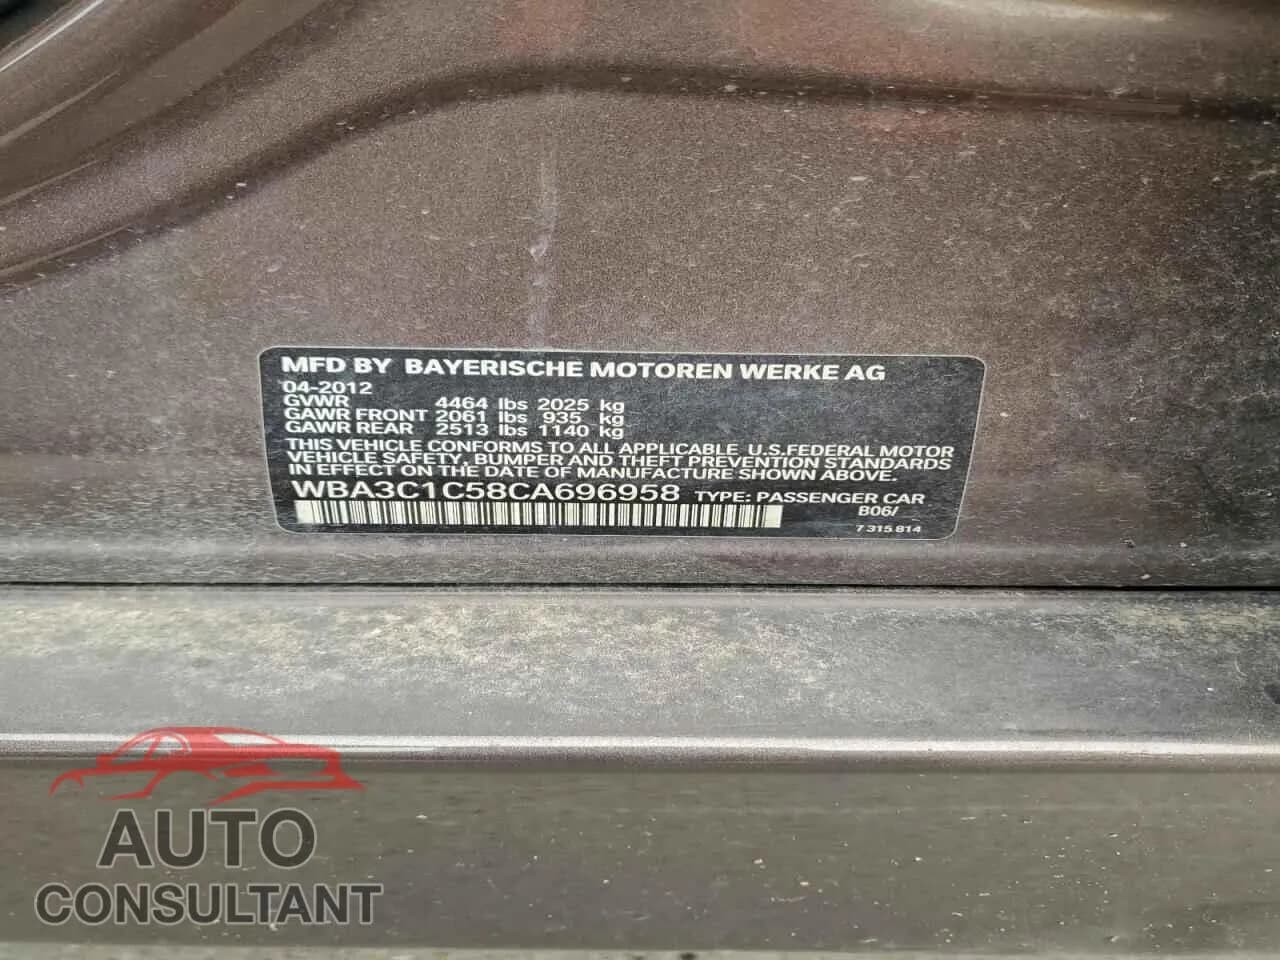 MFD BY BAYERISCHE MOTOREN WERKE AG
04-2012
GVWR 4464 lbs 2025 kg
GAWR FRONT 2061 lbs 935 kg
GAWR REAR 2513 lbs 1140 kg
THIS VEHICLE CONFORMS TO ALL APPLICABLE U.S.FEDERAL MOTOR
VEHICLE SAFETY, BUMPER AND THEFT PREVENTION STANDARDS
IN EFFECT ON THE DATE OF MANUFACTURE SHOWN ABOVE.
WBA3C1C58CA696958 TYPE: PASSENGER CAR
B06/
7 315 814
AUTO
CONSULTANT